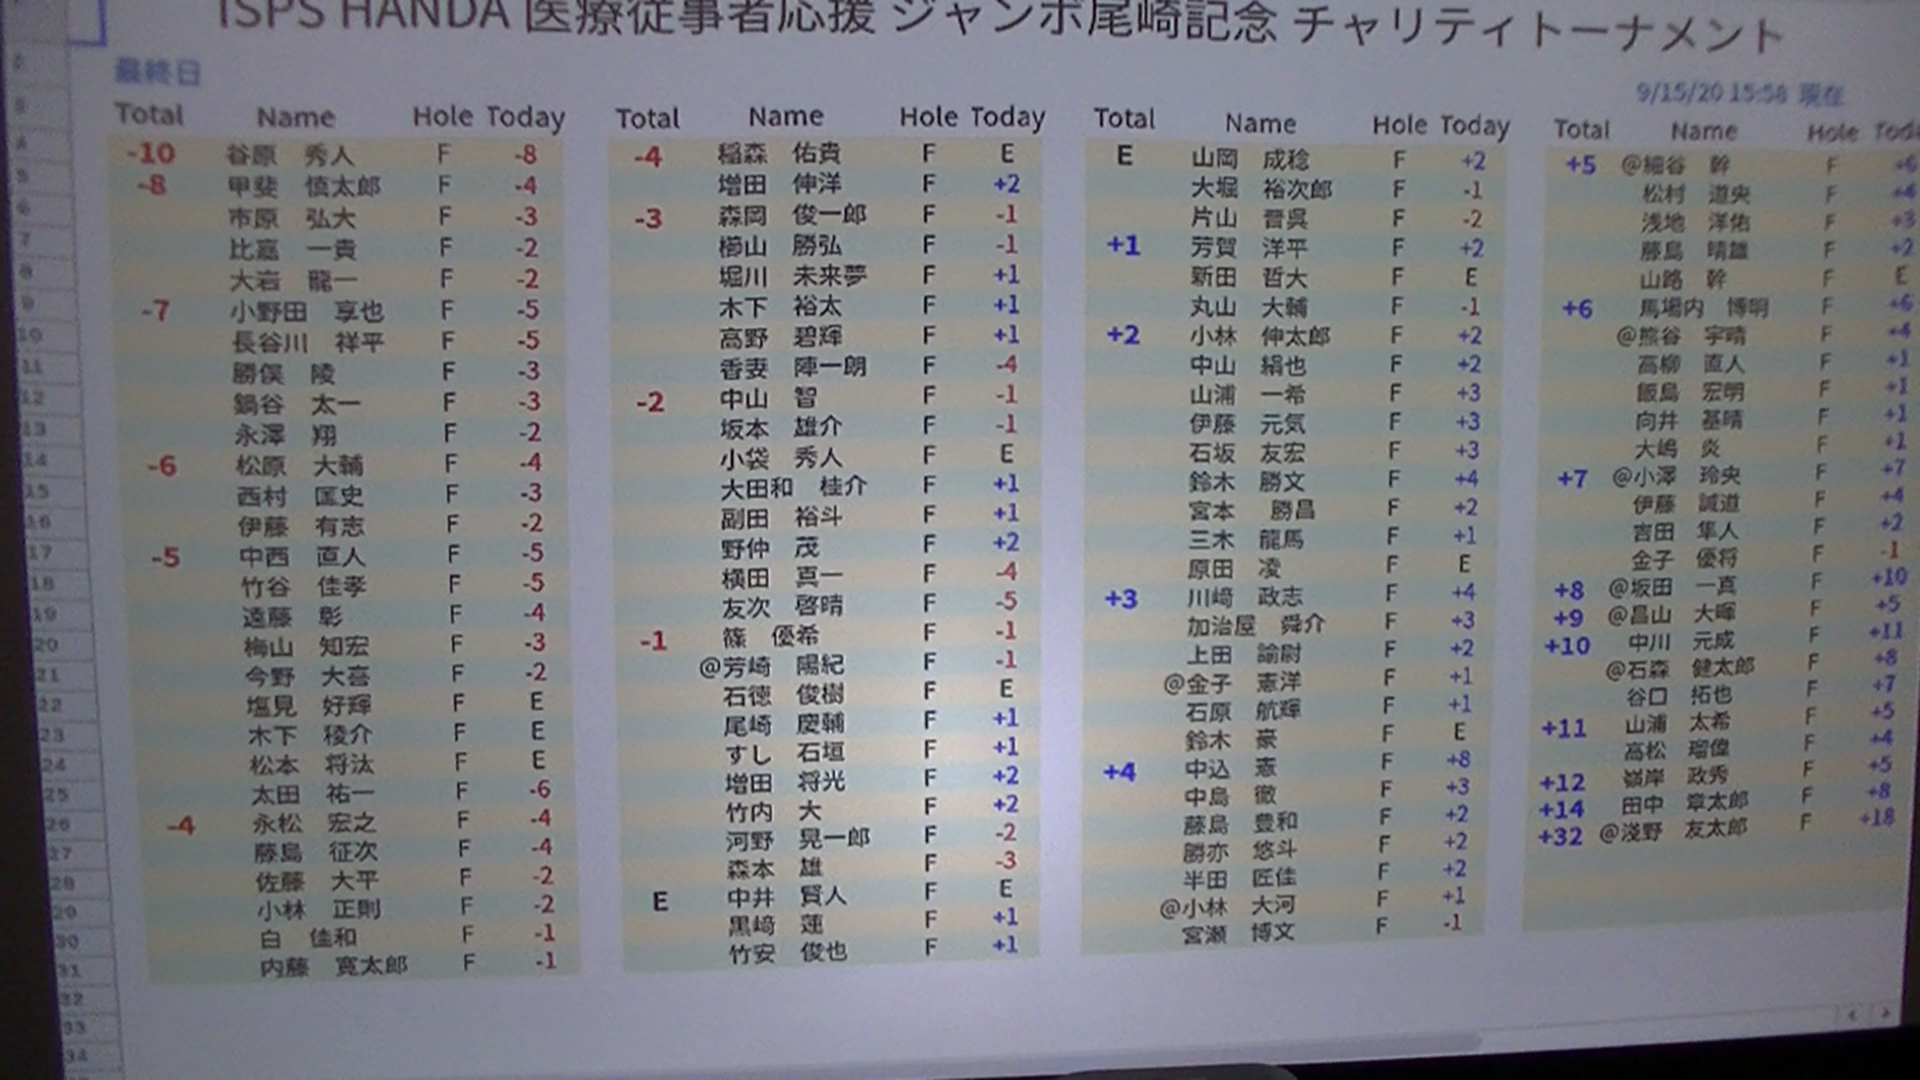 ISPS HANDA 医療従事者応援 ジャンボ尾崎記念 チャリティトーナメント
最終日
9/15/20 15:58 現在
Total Name Hole Today
-10 谷原 秀人 F -8
-8 甲斐 慎太郎 F -4
市原 弘大 F -3
比嘉 一貴 F -2
大岩 龍一 F -2
-7 小野田 享也 F -5
長谷川 祥平 F -5
勝俣 陵 F -3
鍋谷 太一 F -3
永澤 翔 F -2
-6 松原 大輔 F -4
西村 匡史 F -3
伊藤 有志 F -2
-5 中西 直人 F -5
竹谷 佳孝 F -5
遠藤 彰 F -4
梅山 知宏 F -3
今野 大喜 F -2
塩見 好輝 F E
木下 稜介 F E
松本 将汰 F E
太田 祐一 F -6
-4 永松 宏之 F -4
藤島 征次 F -4
佐藤 大平 F -2
小林 正則 F -2
白 佳和 F -1
内藤 寛太郎 F -1
Total Name Hole Today
-4 稲森 佑貴 F E
増田 伸洋 F +2
-3 森岡 俊一郎 F -1
櫛山 勝弘 F -1
堀川 未来夢 F +1
木下 裕太 F +1
高野 碧輝 F +1
香妻 陣一朗 F -4
-2 中山 智 F -1
坂本 雄介 F -1
小袋 秀人 F E
大田和 桂介 F +1
副田 裕斗 F +1
野仲 茂 F +2
横田 真一 F -4
友次 啓晴 F -5
-1 篠 優希 F -1
@芳崎 陽紀 F -1
石徳 俊樹 F E
尾崎 慶輔 F +1
すし 石垣 F +1
増田 将光 F +2
竹内 大 F +2
河野 晃一郎 F -2
森本 雄 F -3
E 中井 賢人 F E
黒﨑 蓮 F +1
竹安 俊也 F +1
Total Name Hole Today
E 山岡 成稔 F +2
大堀 裕次郎 F -1
片山 晋呉 F -2
+1 芳賀 洋平 F +2
新田 哲大 F E
丸山 大輔 F -1
+2 小林 伸太郎 F +2
中山 絹也 F +2
山浦 一希 F +3
伊藤 元気 F +3
石坂 友宏 F +3
鈴木 勝文 F +4
宮本 勝昌 F +2
三木 龍馬 F +1
原田 凌 F E
+3 川﨑 政志 F +4
加治屋 舜介 F +3
上田 諭尉 F +2
@金子 憲洋 F +1
石原 航輝 F +1
鈴木 豪 F E
+4 中込 憲 F +8
中島 徹 F +3
藤島 豊和 F +2
勝亦 悠斗 F +2
半田 匠佳 F +2
@小林 大河 F +1
宮瀬 博文 F -1
Total Name Hole
+5 @細谷 幹 F +6
松村 道央 F +4
浅地 洋佑 F +3
藤島 晴雄 F +2
山路 幹 F E
+6 馬場内 博明 F +6
@熊谷 宇晴 F +4
高柳 直人 F +1
飯島 宏明 F +1
向井 基晴 F +1
大嶋 炎 F +1
+7 @小澤 玲央 F +7
伊藤 誠道 F +4
吉田 隼人 F +2
金子 優将 F -1
+8 @坂田 一真 F +10
+9 @昌山 大暉 F +5
+10 中川 元成 F +11
@石森 健太郎 F +8
谷口 拓也 F +7
+11 山浦 太希 F +5
高松 瑠偉 F +4
+12 嶺岸 政秀 F +5
+14 田中 章太郎 F +8
+32 @淺野 友太郎 F +18